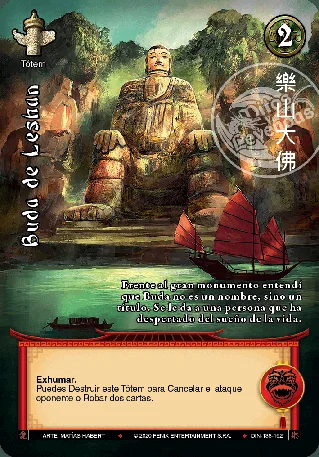 2
Tótem
Buda de Leshan
樂山大佛
Frente al gran monumento entendí
que Buda no es un nombre, sino un
título. Se le da a una persona que ha
despertado del sueño de la vida.
Exhumar.
Puedes Destruir este Tótem para Cancelar el ataque
oponente o Robar dos cartas.
ARTE: MATÍAS HABERT © 2020 FENIX ENTERTAINMENT S.P.A.